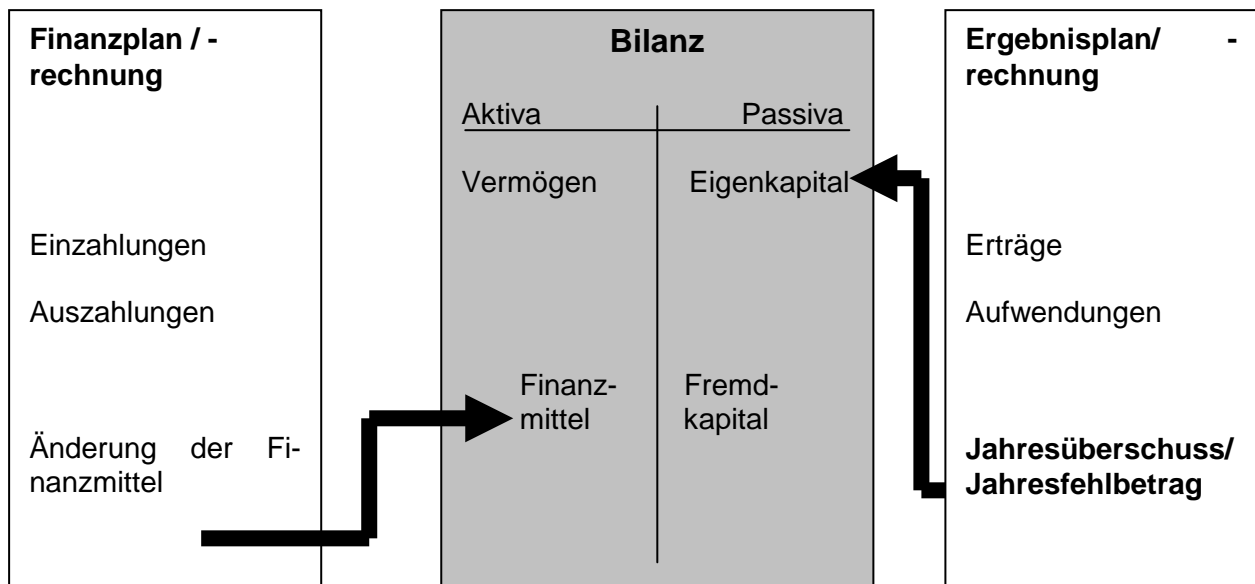 Finanzplan / -
rechnung
Einzahlungen
Auszahlungen
Änderung der Fi-
nanzmittel
Bilanz
Aktiva Passiva
Vermögen Eigenkapital
Finanz- Fremd-
mittel kapital
Ergebnisplan/ -
rechnung
Erträge
Aufwendungen
Jahresüberschuss/
Jahresfehlbetrag